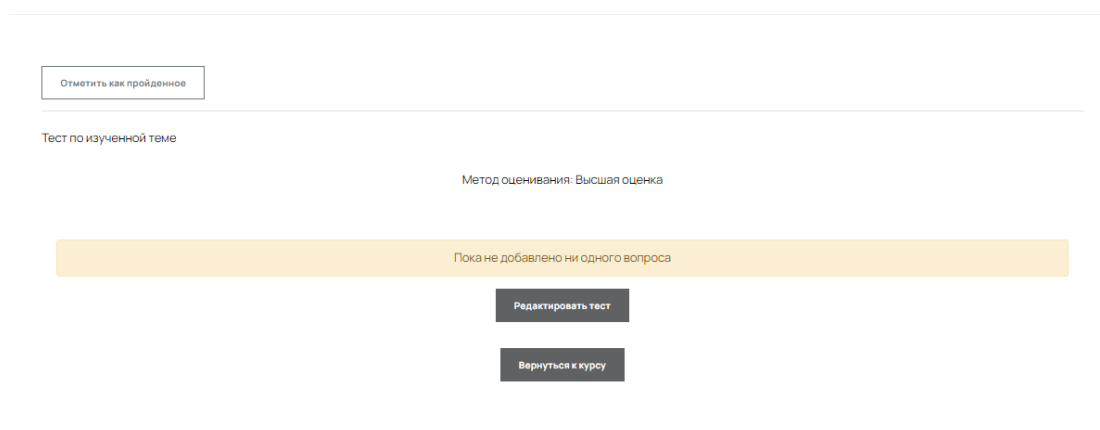 Отметить как пройденное
Тест по изученной теме
Метод оценивания: Высшая оценка
Пока не добавлено ни одного вопроса
Редактировать тест
Вернуться к курсу